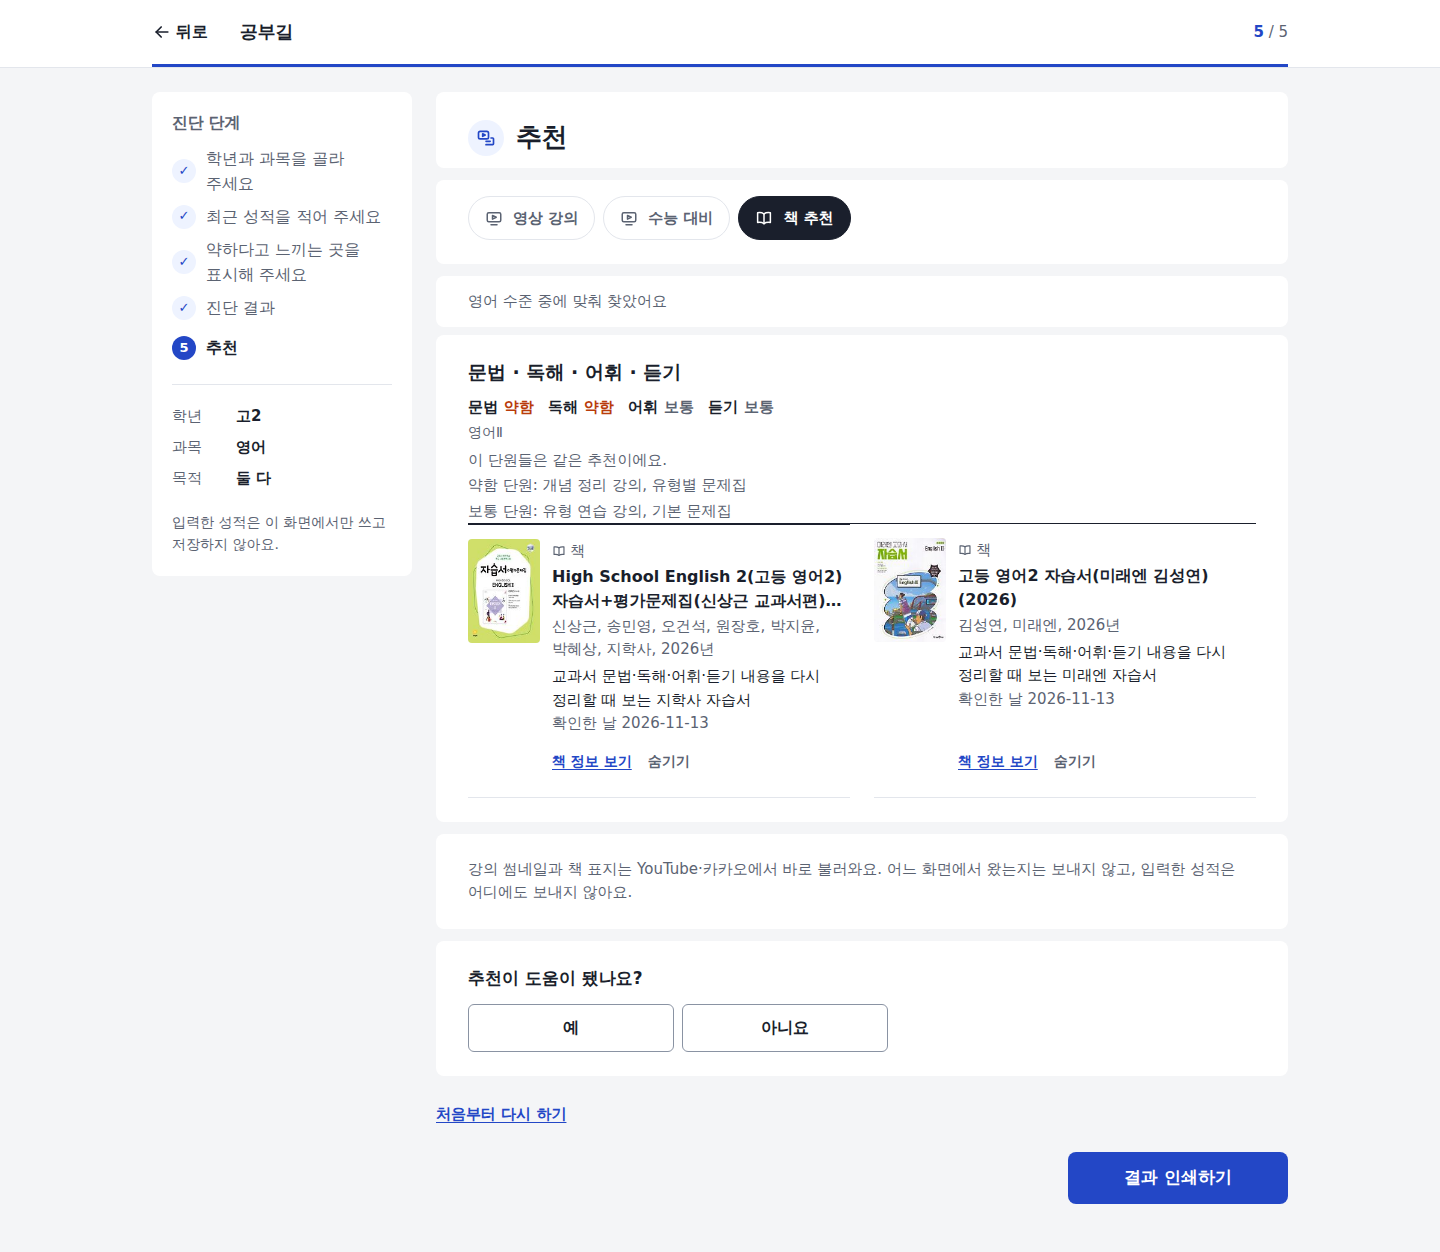 뒤로 공부길 5 / 5
진단 단계
✓ 학년과 과목을 골라
주세요
✓ 최근 성적을 적어 주세요
✓ 약하다고 느끼는 곳을
표시해 주세요
✓ 진단 결과
5 추천
학년 고2
과목 영어
목적 둘 다
입력한 성적은 이 화면에서만 쓰고
저장하지 않아요.
추천
영상 강의 수능 대비 책 추천
영어 수준 중에 맞춰 찾았어요
문법 · 독해 · 어휘 · 듣기
문법 약함 독해 약함 어휘 보통 듣기 보통
영어Ⅱ
이 단원들은 같은 추천이에요.
약함 단원: 개념 정리 강의, 유형별 문제집
보통 단원: 유형 연습 강의, 기본 문제집
자습서
ENGLISH II
책
High School English 2(고등 영어2)
자습서+평가문제집(신상근 교과서편)...
신상근, 송민영, 오건석, 원장호, 박지윤,
박혜상, 지학사, 2026년
교과서 문법·독해·어휘·듣기 내용을 다시
정리할 때 보는 지학사 자습서
확인한 날 2026-11-13
책 정보 보기 숨기기
자습서
English II
책
고등 영어2 자습서(미래엔 김성연)
(2026)
김성연, 미래엔, 2026년
교과서 문법·독해·어휘·듣기 내용을 다시
정리할 때 보는 미래엔 자습서
확인한 날 2026-11-13
책 정보 보기 숨기기
강의 썸네일과 책 표지는 YouTube·카카오에서 바로 불러와요. 어느 화면에서 왔는지는 보내지 않고, 입력한 성적은
어디에도 보내지 않아요.
추천이 도움이 됐나요?
예 아니요
처음부터 다시 하기
결과 인쇄하기